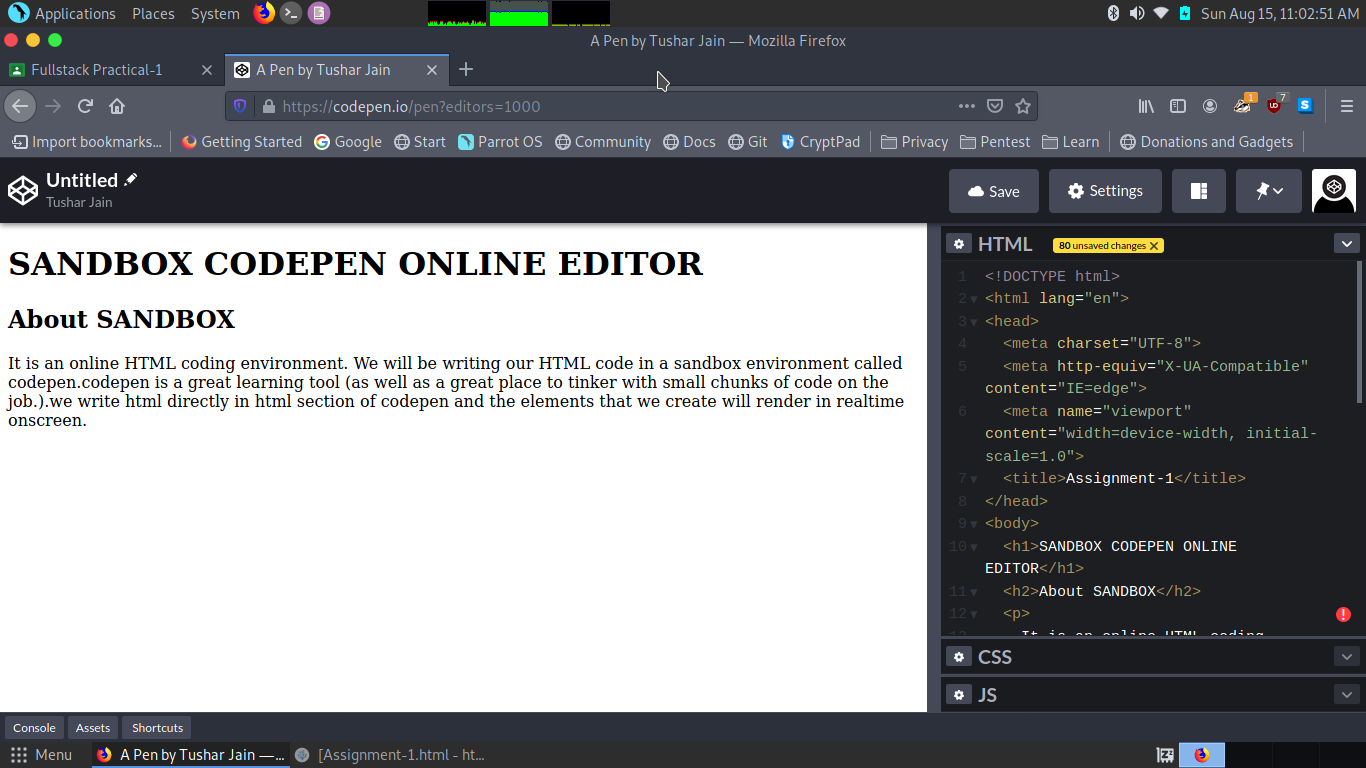 Applications Places System
Sun Aug 15, 11:02:51 AM
A Pen by Tushar Jain — Mozilla Firefox
Fullstack Practical-1
A Pen by Tushar Jain
https://codepen.io/pen?editors=1000
1
7
Import bookmarks... Getting Started Google Start Parrot OS Community Docs Git CryptPad Privacy Pentest Learn Donations and Gadgets
Untitled
Tushar Jain
Save Settings
SANDBOX CODEPEN ONLINE EDITOR
About SANDBOX
It is an online HTML coding environment. We will be writing our HTML code in a sandbox environment called
codepen.codepen is a great learning tool (as well as a great place to tinker with small chunks of code on the
job.).we write html directly in html section of codepen and the elements that we create will render in realtime
onscreen.
HTML 80 unsaved changes
1 <!DOCTYPE html>
2 <html lang="en">
3 <head>
4 <meta charset="UTF-8">
5 <meta http-equiv="X-UA-Compatible"
content="IE=edge">
6 <meta name="viewport"
content="width=device-width, initial-
scale=1.0">
7 <title>Assignment-1</title>
8 </head>
9 <body>
10 <h1>SANDBOX CODEPEN ONLINE
EDITOR</h1>
11 <h2>About SANDBOX</h2>
12 <p>
13 It is an online HTML coding
CSS
JS
Console Assets Shortcuts
Menu A Pen by Tushar Jain —... [Assignment-1.html - ht...